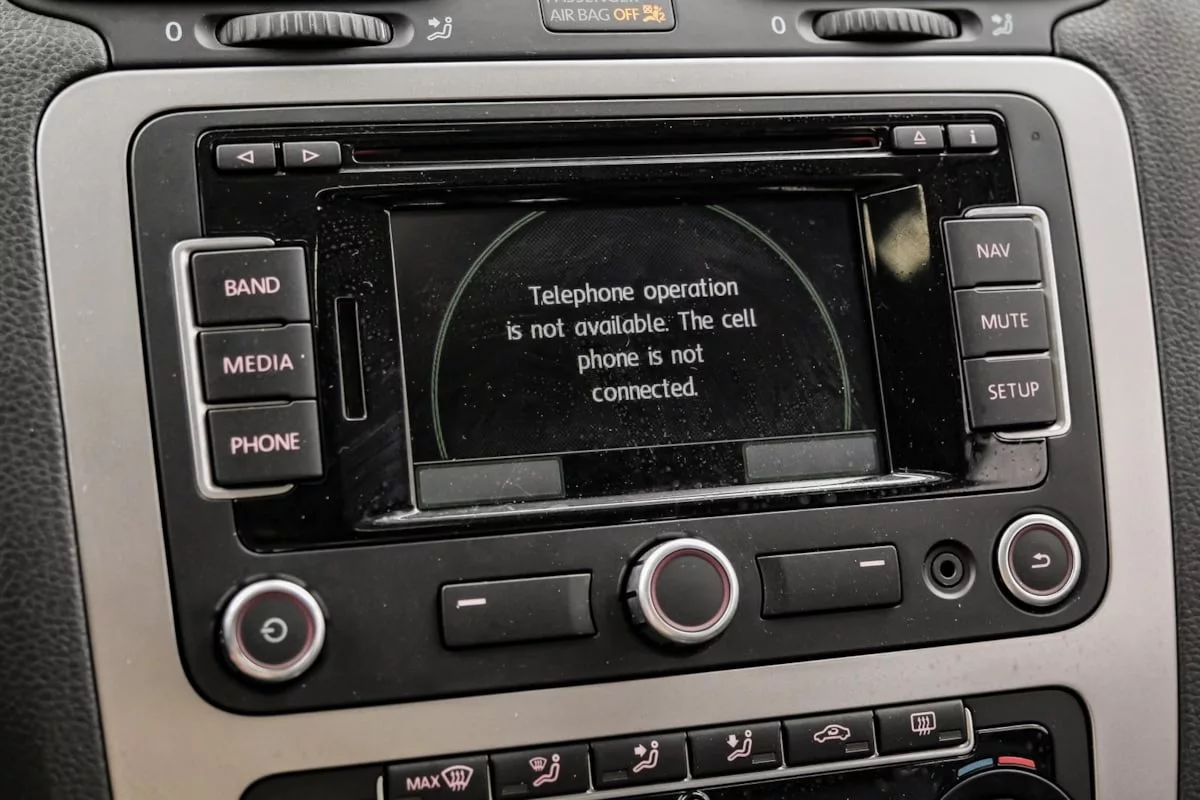 PASSENGER
AIR BAG OFF
0
0
BAND
MEDIA
PHONE
Telephone operation
is not available. The cell
phone is not
connected.
i
NAV
MUTE
SETUP
MAX